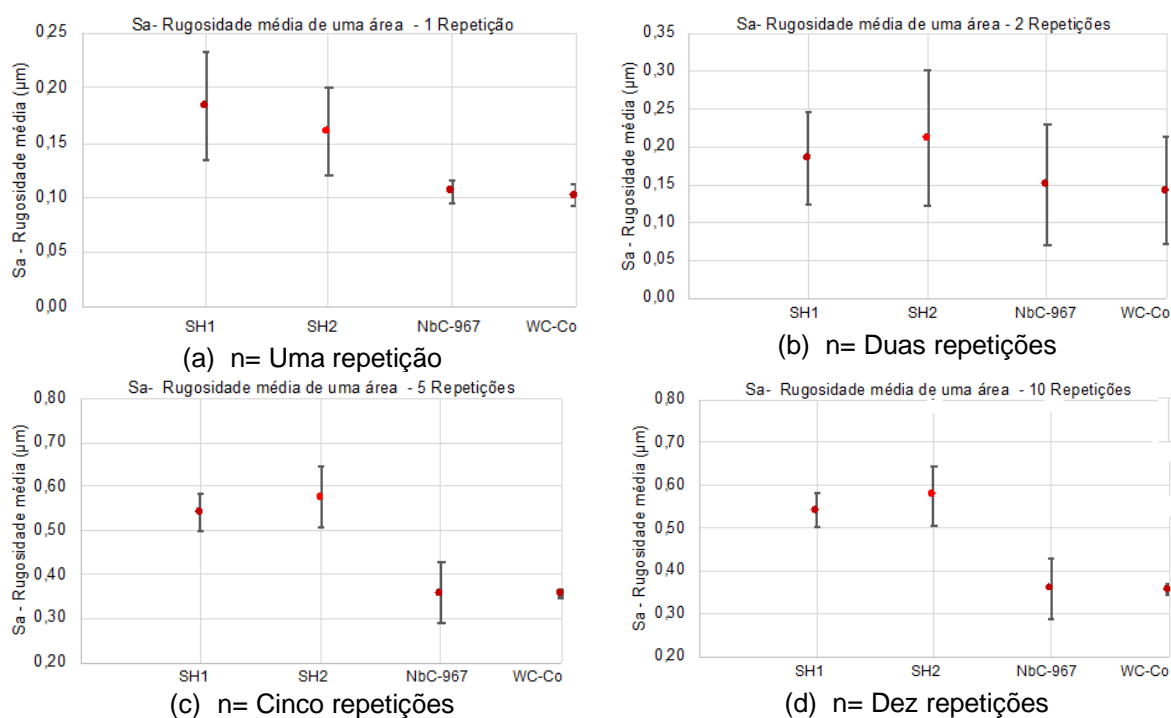 Sa- Rugosidade média de uma área - 1 Repetição
Sa - Rugosidade média (µm)
0,25
0,20
0,15
0,10
0,05
0,00
SH1 SH2 NbC-967 WC-Co
(a) n= Uma repetição
Sa- Rugosidade média de uma área - 2 Repetições
Sa - Rugosidade média (µm)
0,35
0,30
0,25
0,20
0,15
0,10
0,05
0,00
SH1 SH2 NbC-967 WC-Co
(b) n= Duas repetições
Sa- Rugosidade média de uma área - 5 Repetições
Sa - Rugosidade média (µm)
0,80
0,70
0,60
0,50
0,40
0,30
0,20
SH1 SH2 NbC-967 WC-Co
(c) n= Cinco repetições
Sa- Rugosidade média de uma área - 10 Repetições
Sa - Rugosidade média (µm)
0,80
0,70
0,60
0,50
0,40
0,30
0,20
SH1 SH2 NbC-967 WC-Co
(d) n= Dez repetições